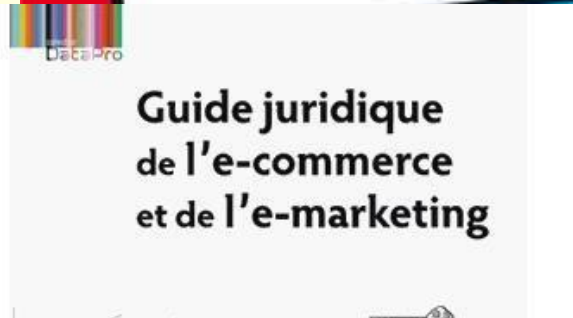 DataPro
Guide juridique
de l'e-commerce
et de l'e-marketing